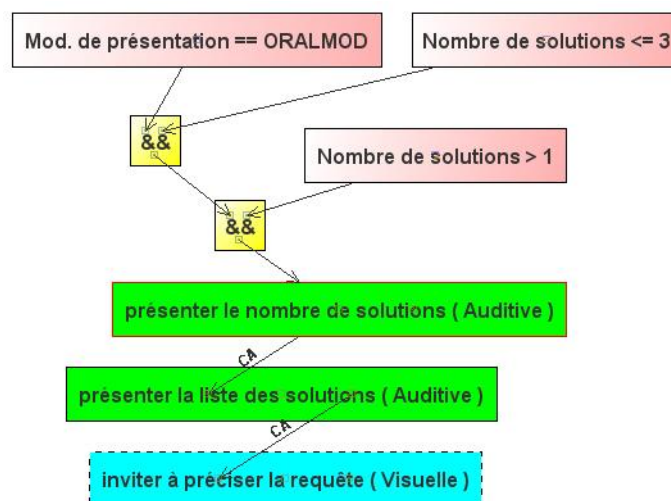 Mod. de présentation == ORALMOD
Nombre de solutions <= 3
&&
Nombre de solutions > 1
&&
présenter le nombre de solutions ( Auditive )
CA
présenter la liste des solutions ( Auditive )
CA
inviter à préciser la requête ( Visuelle )